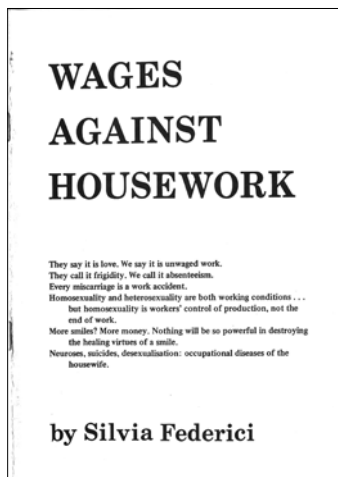 WAGES
AGAINST
HOUSEWORK
They say it is love. We say it is unwaged work.
They call it frigidity. We call it absenteeism.
Every miscarriage is a work accident.
Homosexuality and heterosexuality are both working conditions . . .
but homosexuality is workers' control of production, not the
end of work.
More smiles? More money. Nothing will be so powerful in destroying
the healing virtues of a smile.
Neuroses, suicides, desexualisation: occupational diseases of the
housewife.
by Silvia Federici